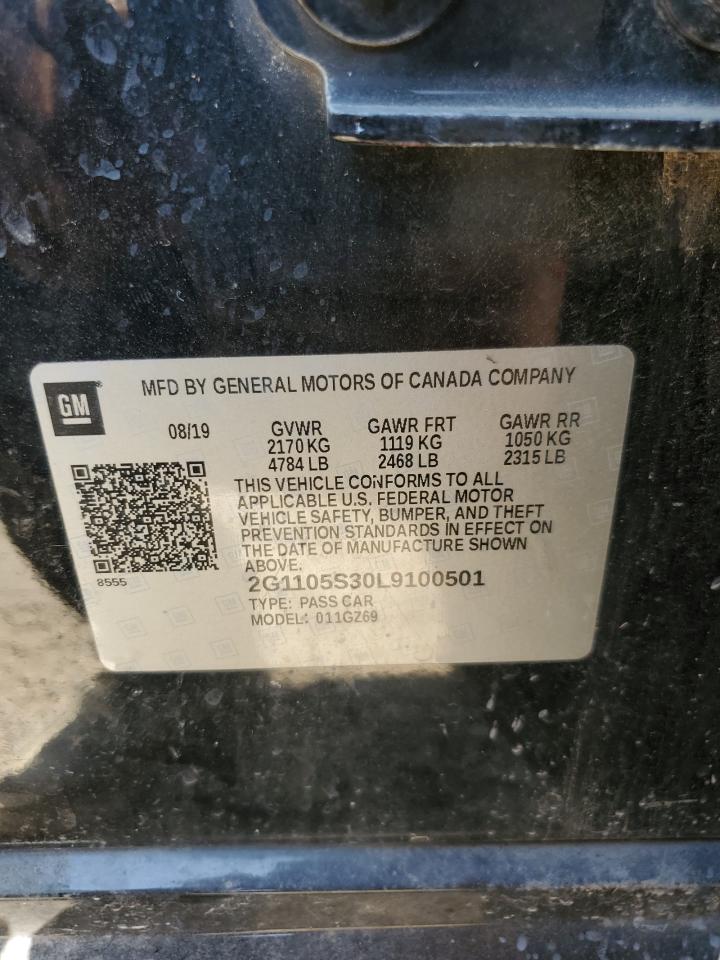 GM
MFD BY GENERAL MOTORS OF CANADA COMPANY
08/19
GVWR
2170 KG
4784 LB
GAWR FRT
1119 KG
2468 LB
GAWR RR
1050 KG
2315 LB
THIS VEHICLE CONFORMS TO ALL
APPLICABLE U.S. FEDERAL MOTOR
VEHICLE SAFETY, BUMPER, AND THEFT
PREVENTION STANDARDS IN EFFECT ON
THE DATE OF MANUFACTURE SHOWN
ABOVE.
8555
2G1105S30L9100501
TYPE: PASS CAR
MODEL: 011GZ69